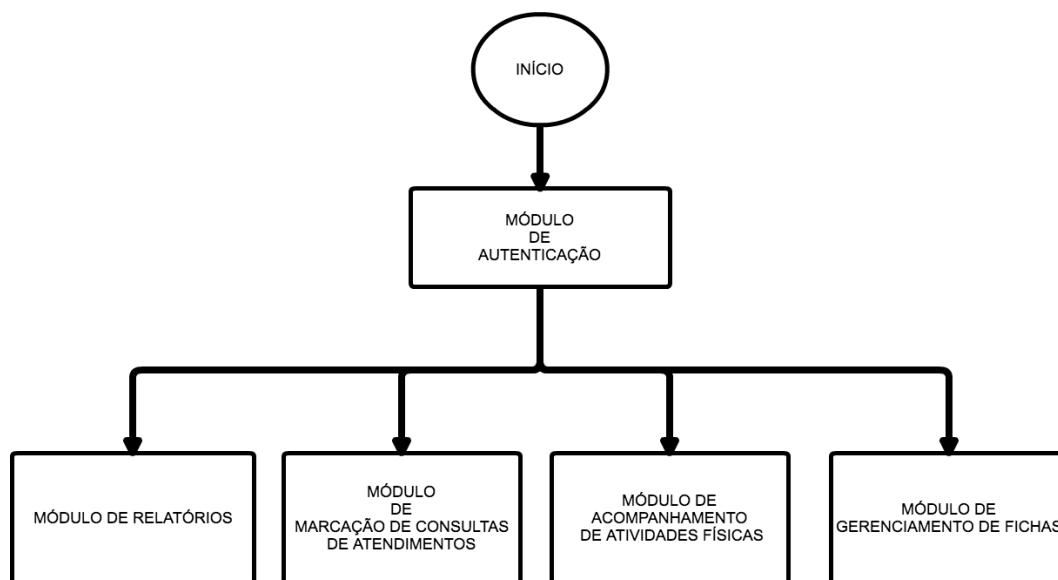 INÍCIO
MÓDULO
DE
AUTENTICAÇÃO
MÓDULO DE RELATÓRIOS
MÓDULO
DE
MARCAÇÃO DE CONSULTAS
DE ATENDIMENTOS
MÓDULO DE
ACOMPANHAMENTO
DE ATIVIDADES FÍSICAS
MÓDULO DE
GERENCIAMENTO DE FICHAS